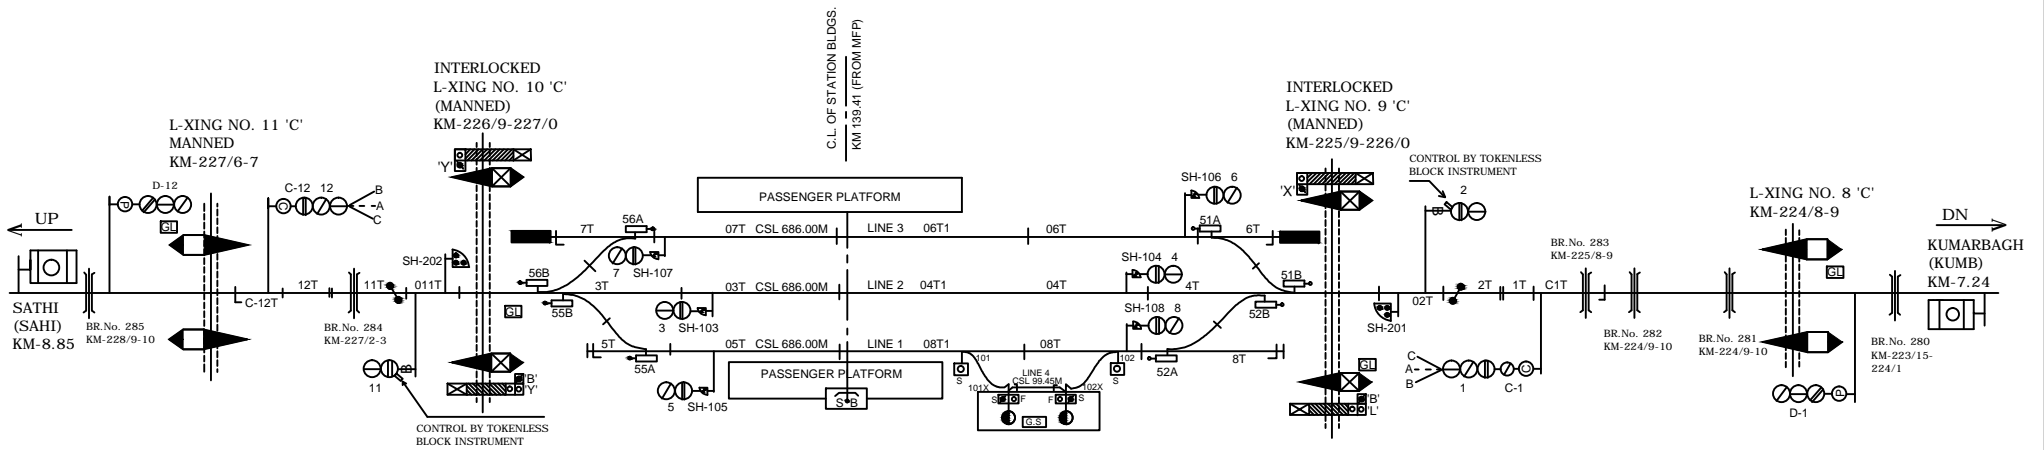 C.L. OF STATION BLDGS.
KM 139.41 (FROM MFP)
INTERLOCKED
L-XING NO. 10 'C'
(MANNED)
KM-226/9-227/0
INTERLOCKED
L-XING NO. 9 'C'
(MANNED)
KM-225/9-226/0
L-XING NO. 11 'C'
MANNED
KM-227/6-7
CONTROL BY TOKENLESS
BLOCK INSTRUMENT
L-XING NO. 8 'C'
KM-224/8-9
UP
DN
D-12
P
GL
C-12 12
C
B
A
C
'Y'
PASSENGER PLATFORM
SH-106 6
'X'
2
B
KUMARBAGH
(KUMB)
KM-7.24
SATHI
(SAHI)
KM-8.85
56A
7T
07T CSL 686.00M
LINE 3
06T1
06T
51A
6T
7
SH-107
SH-202
SH-104 4
BR.No. 283
KM-225/8-9
GL
C-12T
12T
11T
011T
56B
3T
03T CSL 686.00M
LINE 2
04T1
04T
4T
51B
02T
2T
1T
C1T
55B
GL
3
SH-103
SH-108 8
52B
SH-201
BR.No. 285
KM-228/9-10
BR.No. 284
KM-227/2-3
BR.No. 282
KM-224/9-10
BR.No. 281
KM-224/9-10
BR.No. 280
KM-223/15-
224/1
5T
05T CSL 686.00M
LINE 1
08T1
08T
8T
55A
52A
101
102
S
S
LINE 4
CSL 99.45M
101X
102X
S
F
F
S
G.S
11
B
'B'
'Y'
5
SH-105
PASSENGER PLATFORM
S B
GL
'B'
'L'
C
A
B
1
C-1
C
D-1
P
CONTROL BY TOKENLESS
BLOCK INSTRUMENT